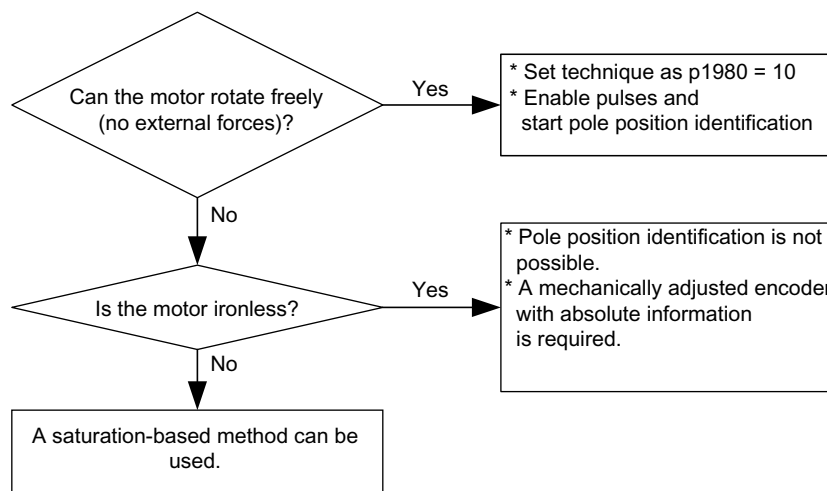 Can the motor rotate freely
(no external forces)?
Yes
* Set technique as p1980 = 10
* Enable pulses and
start pole position identification
No
Is the motor ironless?
Yes
* Pole position identification is not
possible.
* A mechanically adjusted encoder
with absolute information
is required.
No
A saturation-based method can be
used.